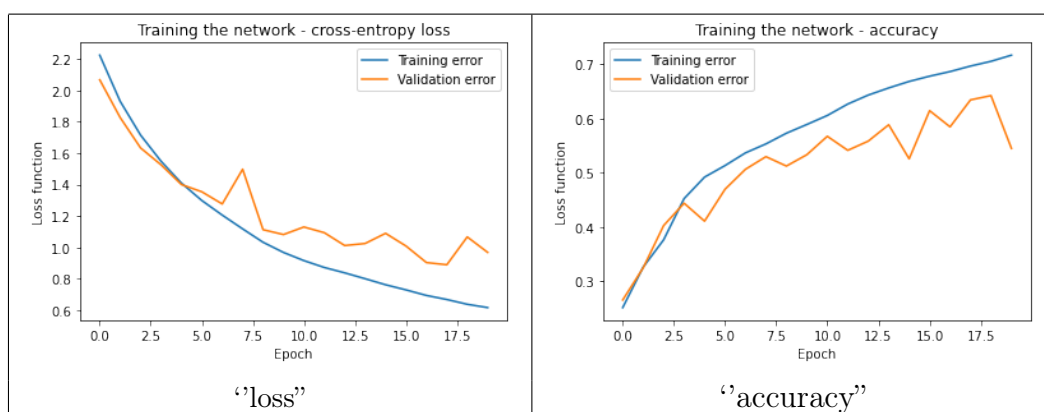 Training the network - cross-entropy loss
Training error
Validation error
Loss function
2.2
2.0
1.8
1.6
1.4
1.2
1.0
0.8
0.6
0.0 2.5 5.0 7.5 10.0 12.5 15.0 17.5
Epoch
‘’loss”
Training the network - accuracy
Training error
Validation error
Loss function
0.7
0.6
0.5
0.4
0.3
0.0 2.5 5.0 7.5 10.0 12.5 15.0 17.5
Epoch
‘’accuracy”